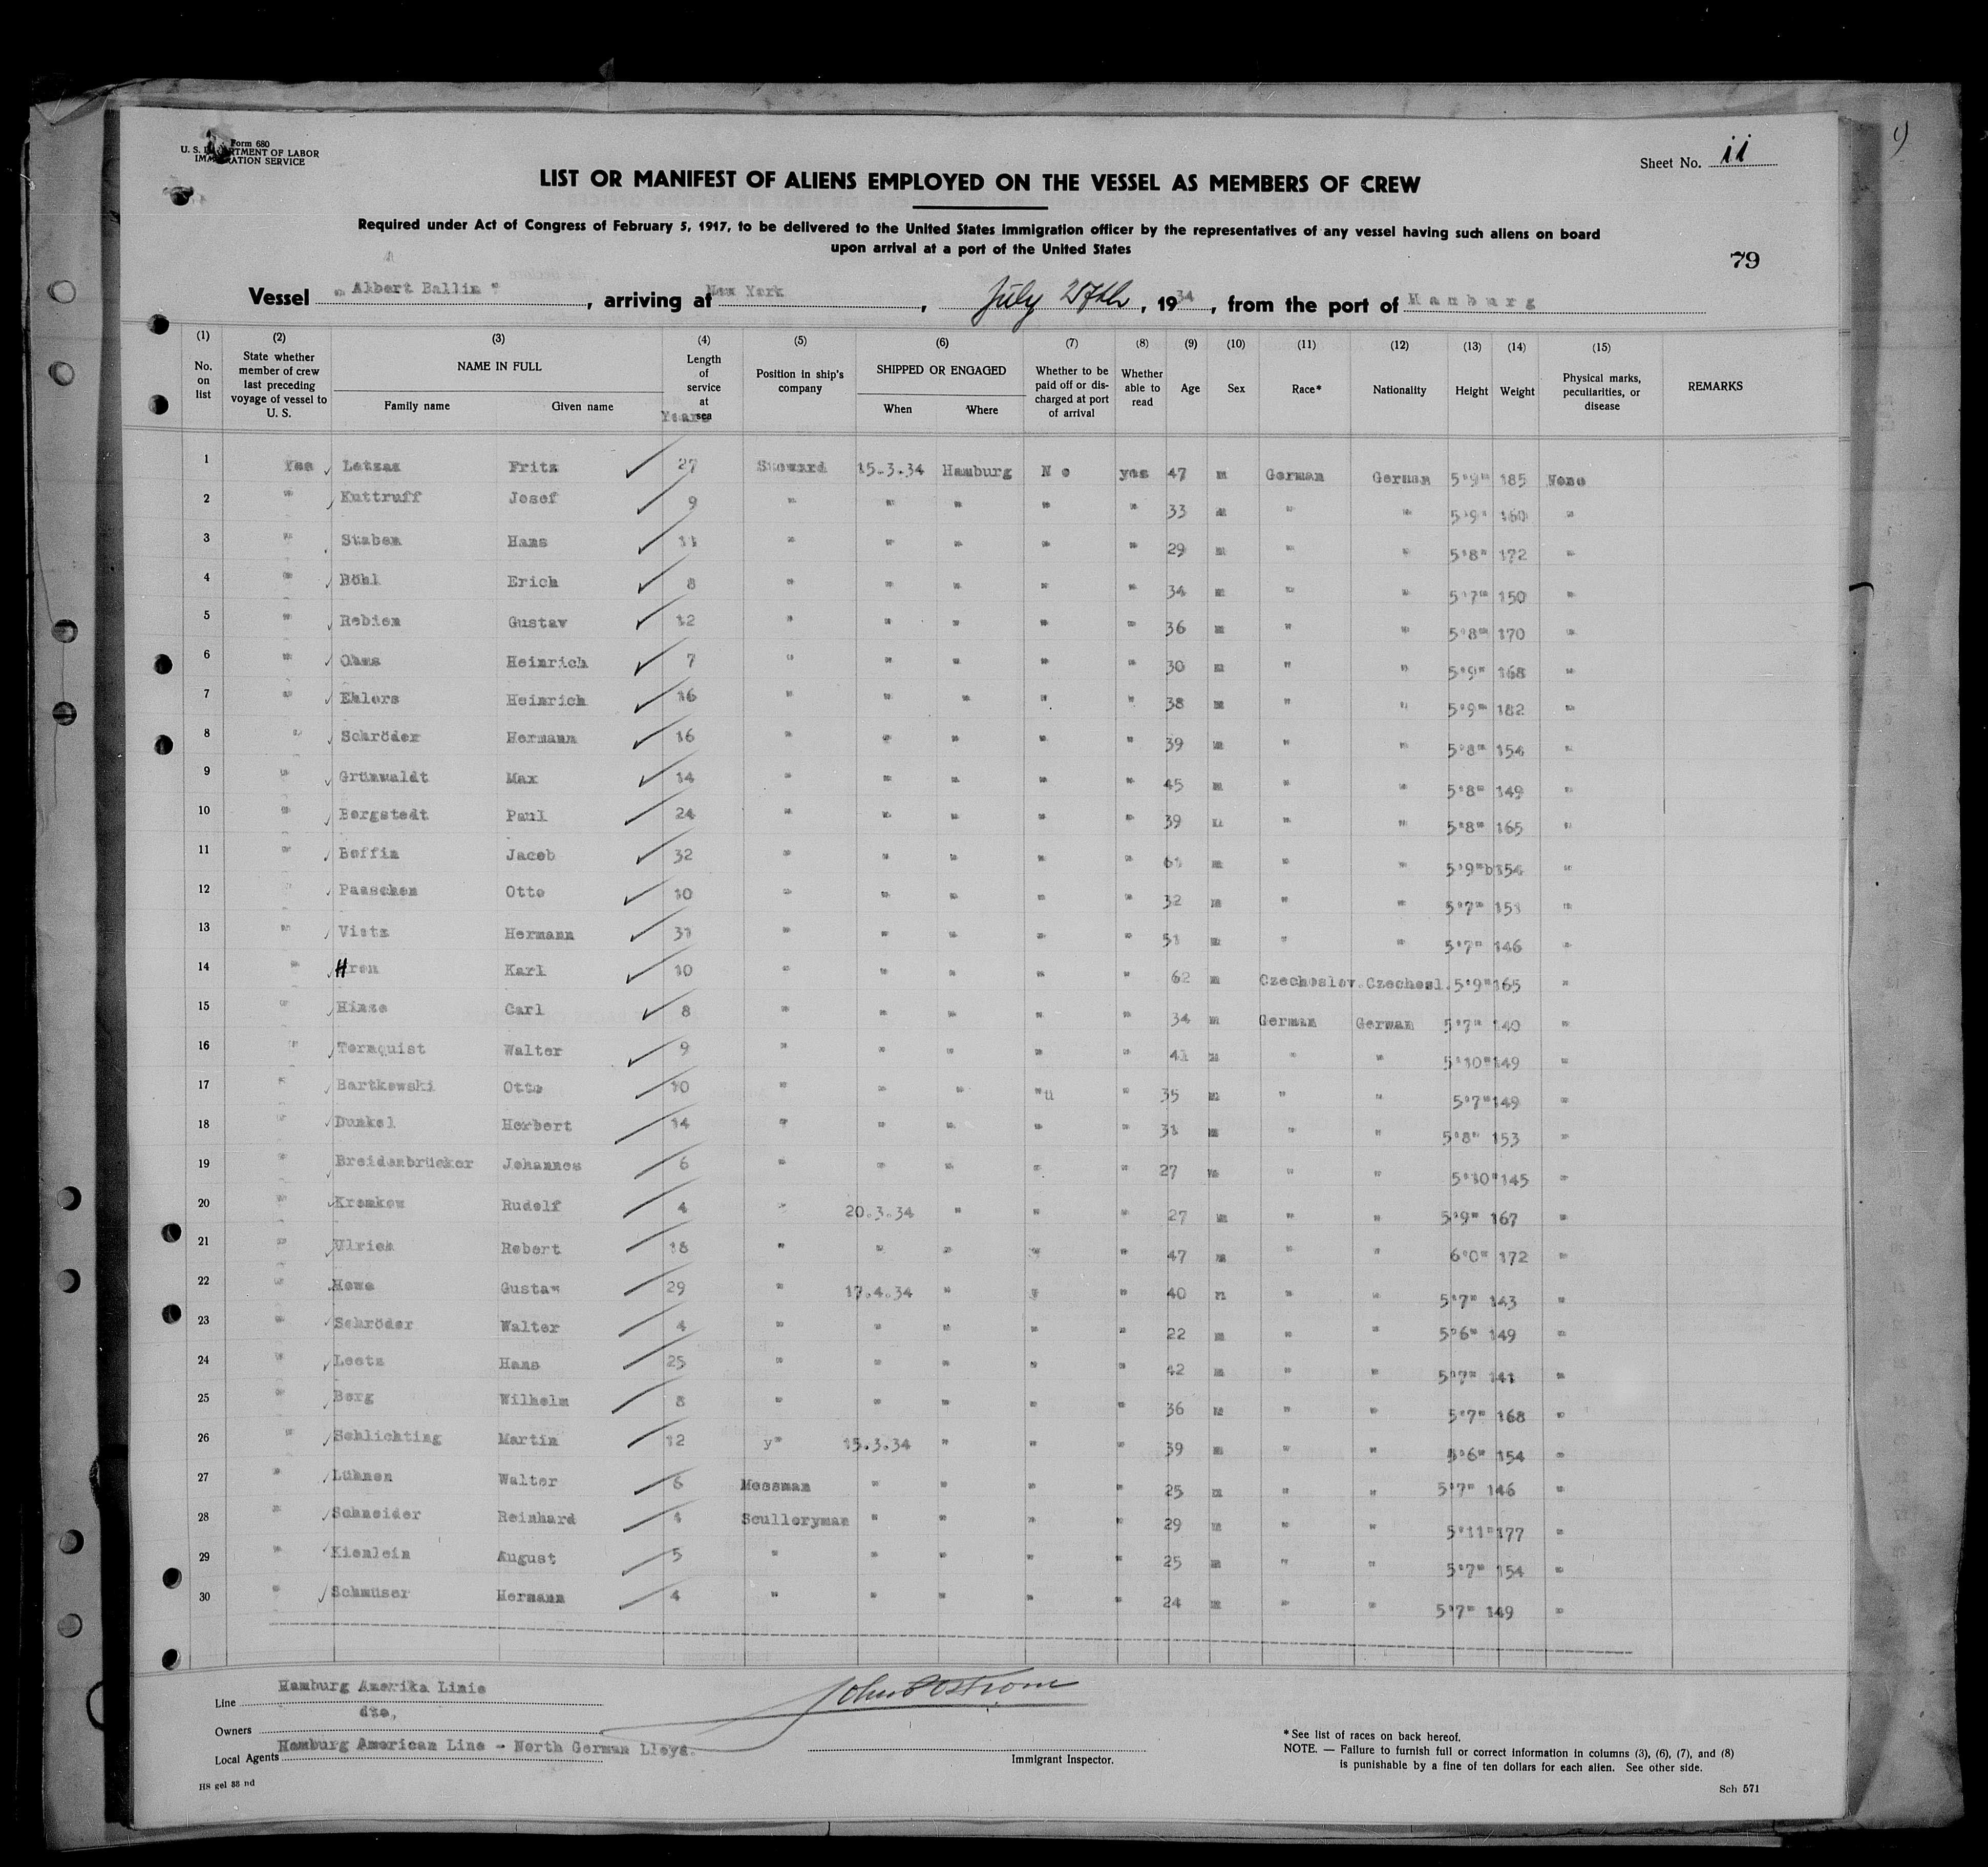 Form 680
U. S. DEPARTMENT OF LABOR
IMMIGRATION SERVICE
Sheet No. 11
LIST OR MANIFEST OF ALIENS EMPLOYED ON THE VESSEL AS MEMBERS OF CREW
Required under Act of Congress of February 5, 1917, to be delivered to the United States immigration officer by the representatives of any vessel having such aliens on board
upon arrival at a port of the United States
79
Vessel "Albert Ballin", arriving at New York, July 27th, 1934, from the port of Hamburg
(1) (2) (3) (4) (5) (6) (7) (8) (9) (10) (11) (12) (13) (14) (15)
No. on list | State whether member of crew last preceding voyage of vessel to U. S. | NAME IN FULL Family name Given name | Length of service at sea Years | Position in ship's company | SHIPPED OR ENGAGED When Where | Whether to be paid off or discharged at port of arrival | Whether able to read | Age | Sex | Race* | Nationality | Height | Weight | Physical marks, peculiarities, or disease | REMARKS
1 Yes Fritz 27 Steward 15.3.34 Hamburg No yes 47 m German German 5'9" 185 None
2 " Kuttruff Josef 9 " " " " " 33 m " " 5'9" 160 "
3 " Staben Hans 11 " " " " " 29 m " " 5'8" 172 "
4 " Böhl Erich 8 " " " " " 34 m " " 5'7" 150 "
5 " Rebien Gustav 12 " " " " " 36 m " " 5'8" 170 "
6 " Ohms Heinrich 7 " " " " " 30 m " " 5'9" 168 "
7 " Ehlers Heinrich 16 " " " " " 38 m " " 5'9" 182 "
8 " Schröder Hermann 16 " " " " " 39 m " " 5'8" 154 "
9 " Grünwaldt Max 14 " " " " " 45 m " " 5'8" 149 "
10 " Bergstedt Paul 24 " " " " " 39 m " " 5'8" 165 "
11 " Boffin Jacob 32 " " " " " 61 m " " 5'9" 154 "
12 " Paaschen Otto 10 " " " " " 32 m " " 5'7" 151 "
13 " Vietz Hermann 31 " " " " " 51 m " " 5'7" 146 "
14 " Hron Karl 10 " " " " " 62 m Czechoslov. Czechosl. 5'9" 165 "
15 " Hinze Carl 8 " " " " " 34 m German German 5'7" 140 "
16 " Tornquist Walter 9 " " " " " 41 m " " 5'10" 149 "
17 " Bartkowski Otto 10 " " " "u " 35 m " " 5'7" 149 "
18 " Dunkel Herbert 14 " " " " " 31 m " " 5'8" 153 "
19 " Breidenbrücker Johannes 6 " " " " " 27 m " " 5'10" 145 "
20 " Kromkow Rudolf 4 " 20.3.34 " " " 27 m " " 5'9" 167 "
21 " Ulrich Robert 18 " " " " " 47 m " " 6'0" 172 "
22 " Gustav 29 " 17.4.34 " " " 40 m " " 5'7" 143 "
23 " Schröder Walter 4 " " " " " 22 m " " 5'6" 149 "
24 " Leetz Hans 25 " " " " " 42 m " " 5'7" 141 "
25 " Berg Wilhelm 8 " " " " " 36 m " " 5'7" 168 "
26 " Schlichting Martin 12 y" 15.3.34 " " " 39 m " " 5'6" 154 "
27 " Lühnen Walter 6 Messman " " " " 25 m " " 5'7" 146 "
28 " Schneider Reinhard 4 Sculleryman " " " " 29 m " " 5'11" 177 "
29 " Kienlein August 5 " " " " " 25 m " " 5'7" 154 "
30 " Schmüser Hermann 4 " " " " " 24 m " " 5'7" 149 "
Line Hamburg Amerika Linie
Owners dto,
Local Agents Hamburg American Line - North German Lloyd.
Immigrant Inspector.
* See list of races on back hereof.
NOTE. — Failure to furnish full or correct information in columns (3), (6), (7), and (8)
is punishable by a fine of ten dollars for each alien. See other side.
HS gel 88 nd
Sch 571